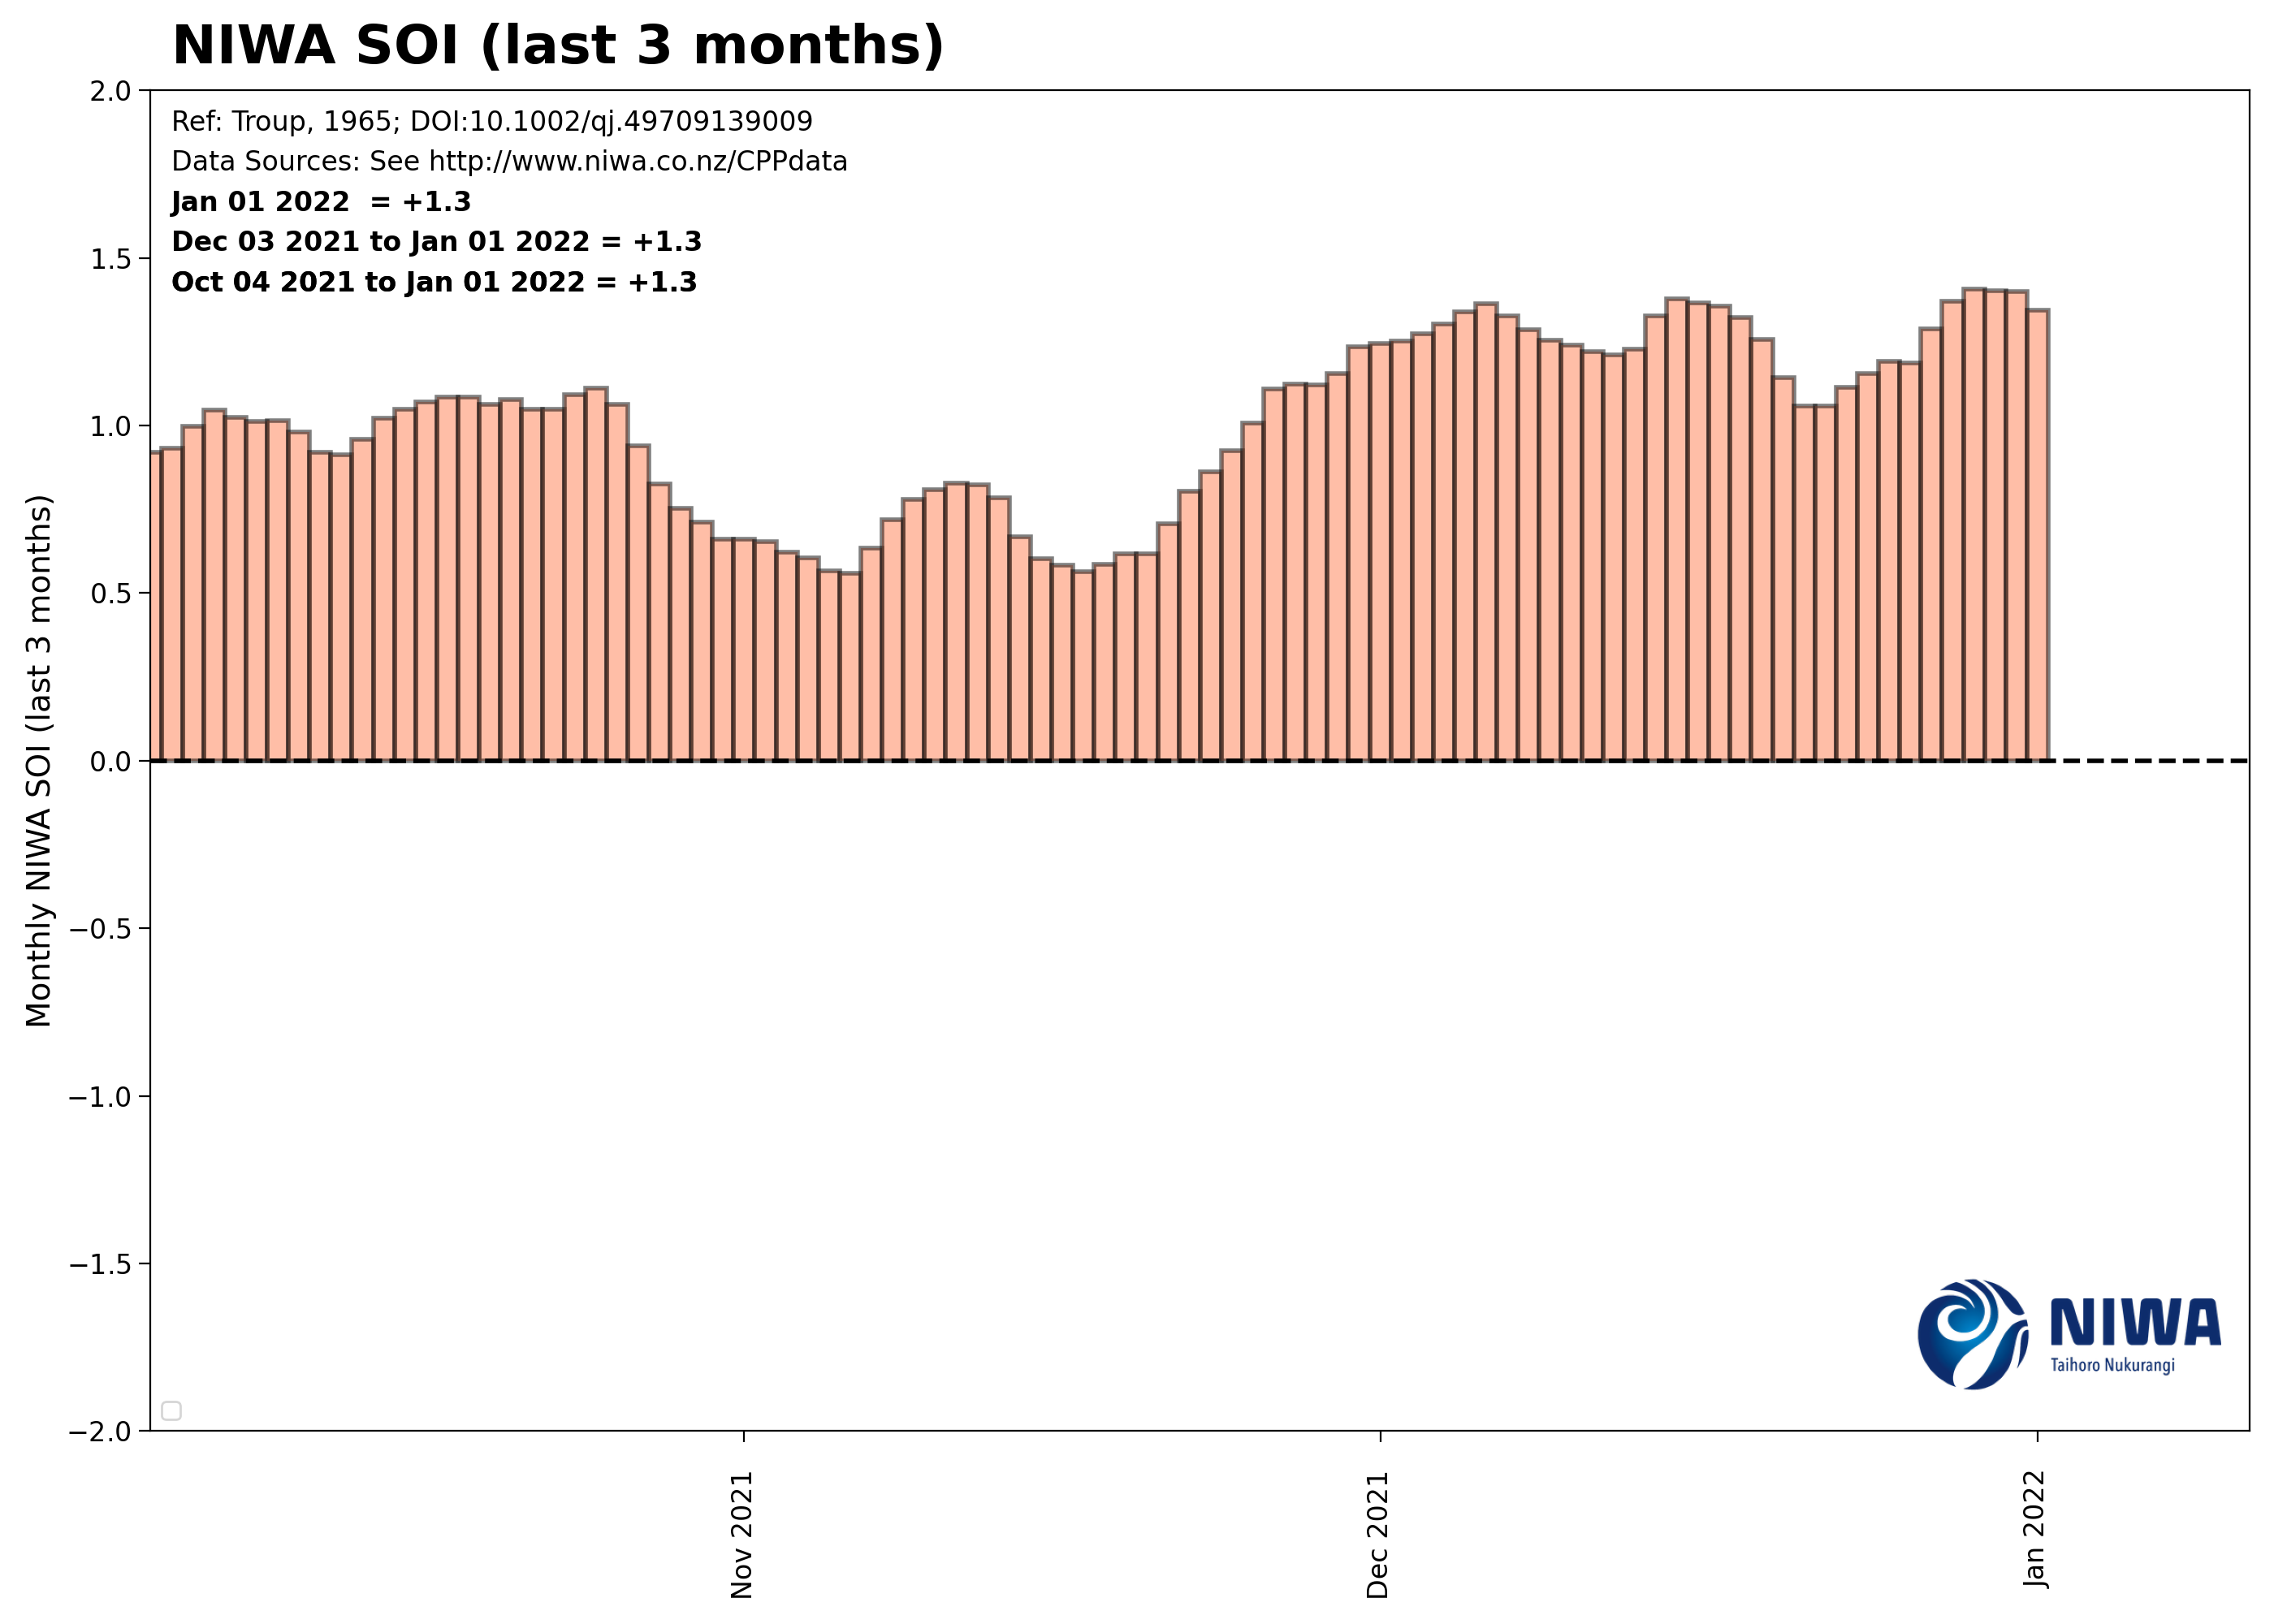 NIWA SOI (last 3 months)
Ref: Troup, 1965; DOI:10.1002/qj.49709139009
Data Sources: See http://www.niwa.co.nz/CPPdata
Jan 01 2022  = +1.3
Dec 03 2021 to Jan 01 2022 = +1.3
Oct 04 2021 to Jan 01 2022 = +1.3
Monthly NIWA SOI (last 3 months)
2.0
1.5
1.0
0.5
0.0
−0.5
−1.0
−1.5
−2.0
Nov 2021
Dec 2021
Jan 2022
NIWA
Taihoro Nukurangi